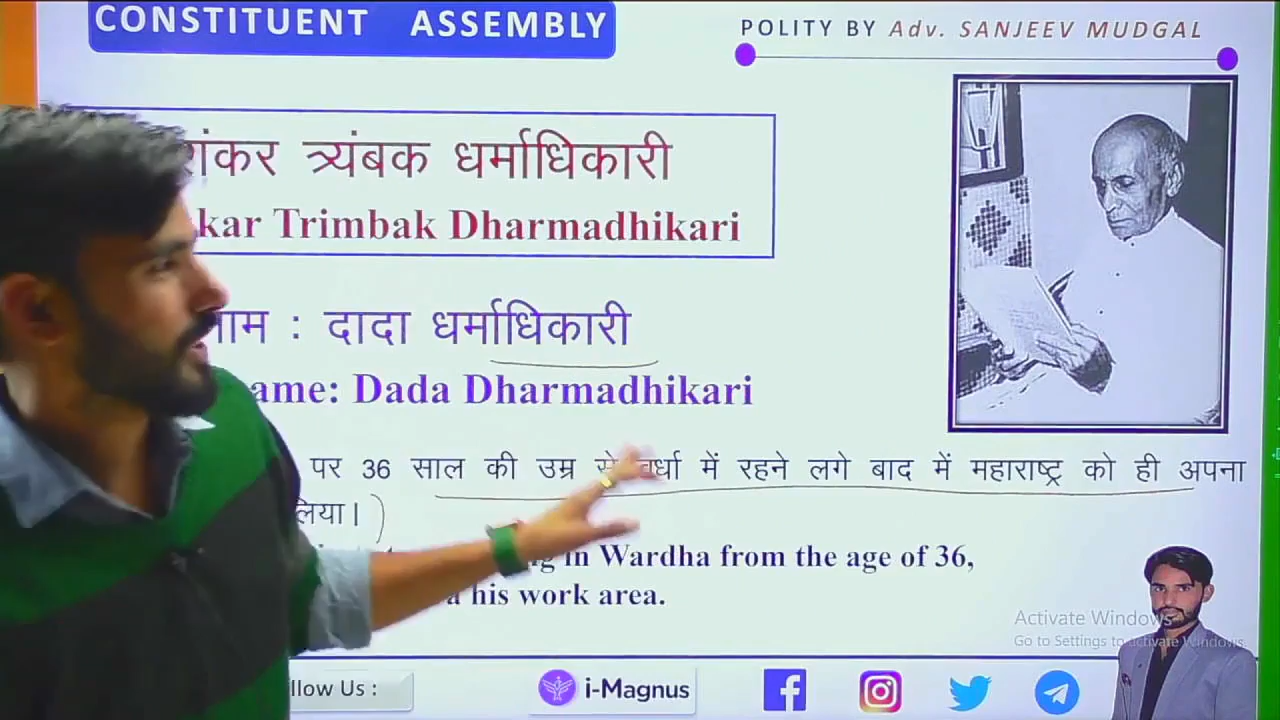 CONSTITUENT ASSEMBLY
POLITY BY Adv. SANJEEV MUDGAL
शंकर त्र्यंबक धर्माधिकारी
kar Trimbak Dharmadhikari
नाम : दादा धर्माधिकारी
ame: Dada Dharmadhikari
पर 36 साल की उम्र से वर्धा में रहने लगे बाद में महाराष्ट्र को ही अपना
लिया।
in Wardha from the age of 36,
his work area.
Activate Windows
Go to Settings to activate Windows.
llow Us :
i-Magnus